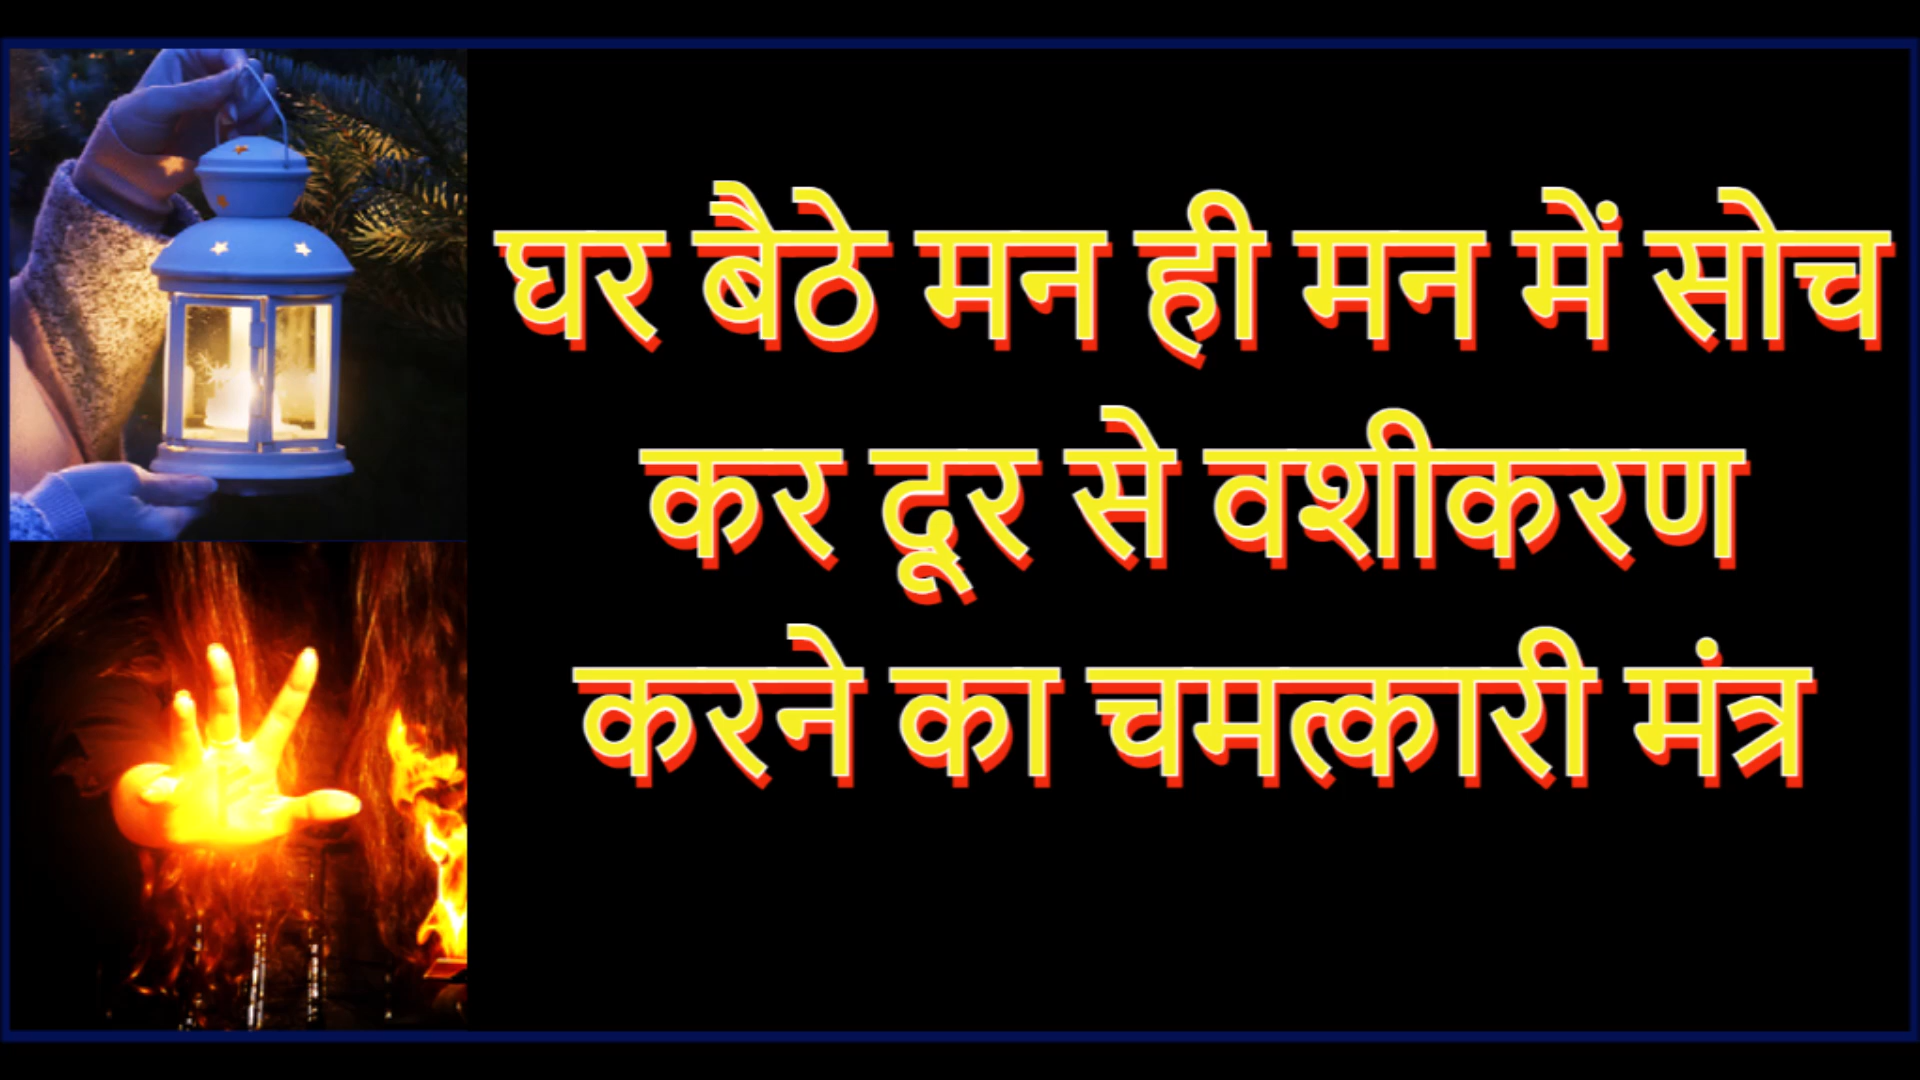 घर बैठे मन ही मन में सोच
कर दूर से वशीकरण
करने का चमत्कारी मंत्र